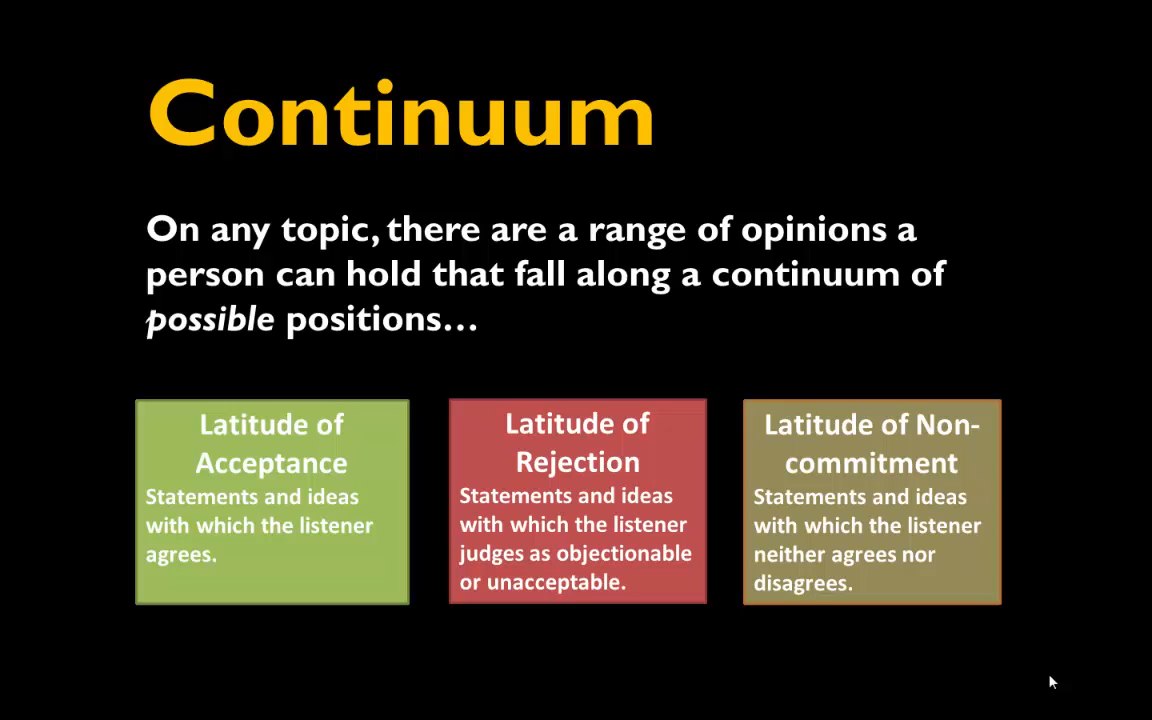 Continuum
On any topic, there are a range of opinions a
person can hold that fall along a continuum of
possible positions…
Latitude of
Acceptance
Statements and ideas
with which the listener
agrees.
Latitude of
Rejection
Statements and ideas
with which the listener
judges as objectionable
or unacceptable.
Latitude of Non-
commitment
Statements and ideas
with which the listener
neither agrees nor
disagrees.